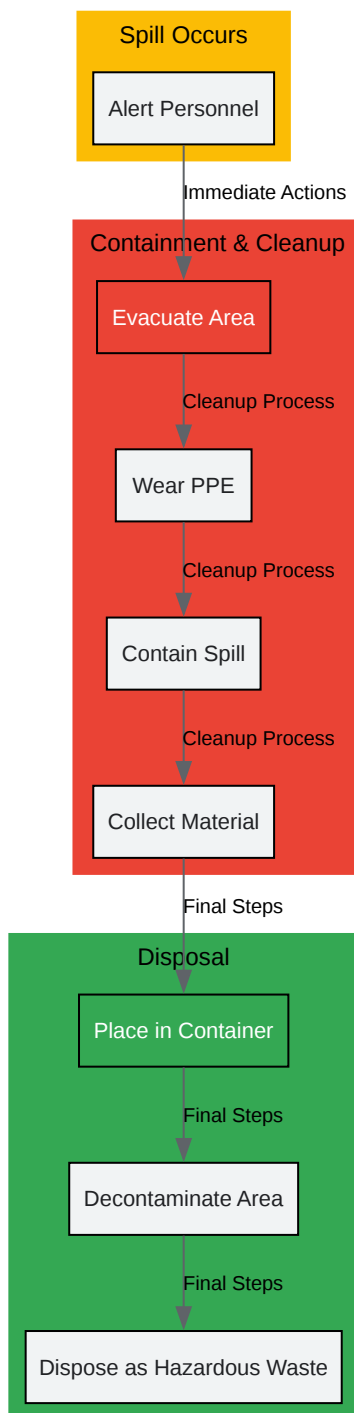 Spill Occurs
Alert Personnel
Immediate Actions
Containment & Cleanup
Evacuate Area
Cleanup Process
Wear PPE
Cleanup Process
Contain Spill
Cleanup Process
Collect Material
Final Steps
Disposal
Place in Container
Final Steps
Decontaminate Area
Final Steps
Dispose as Hazardous Waste